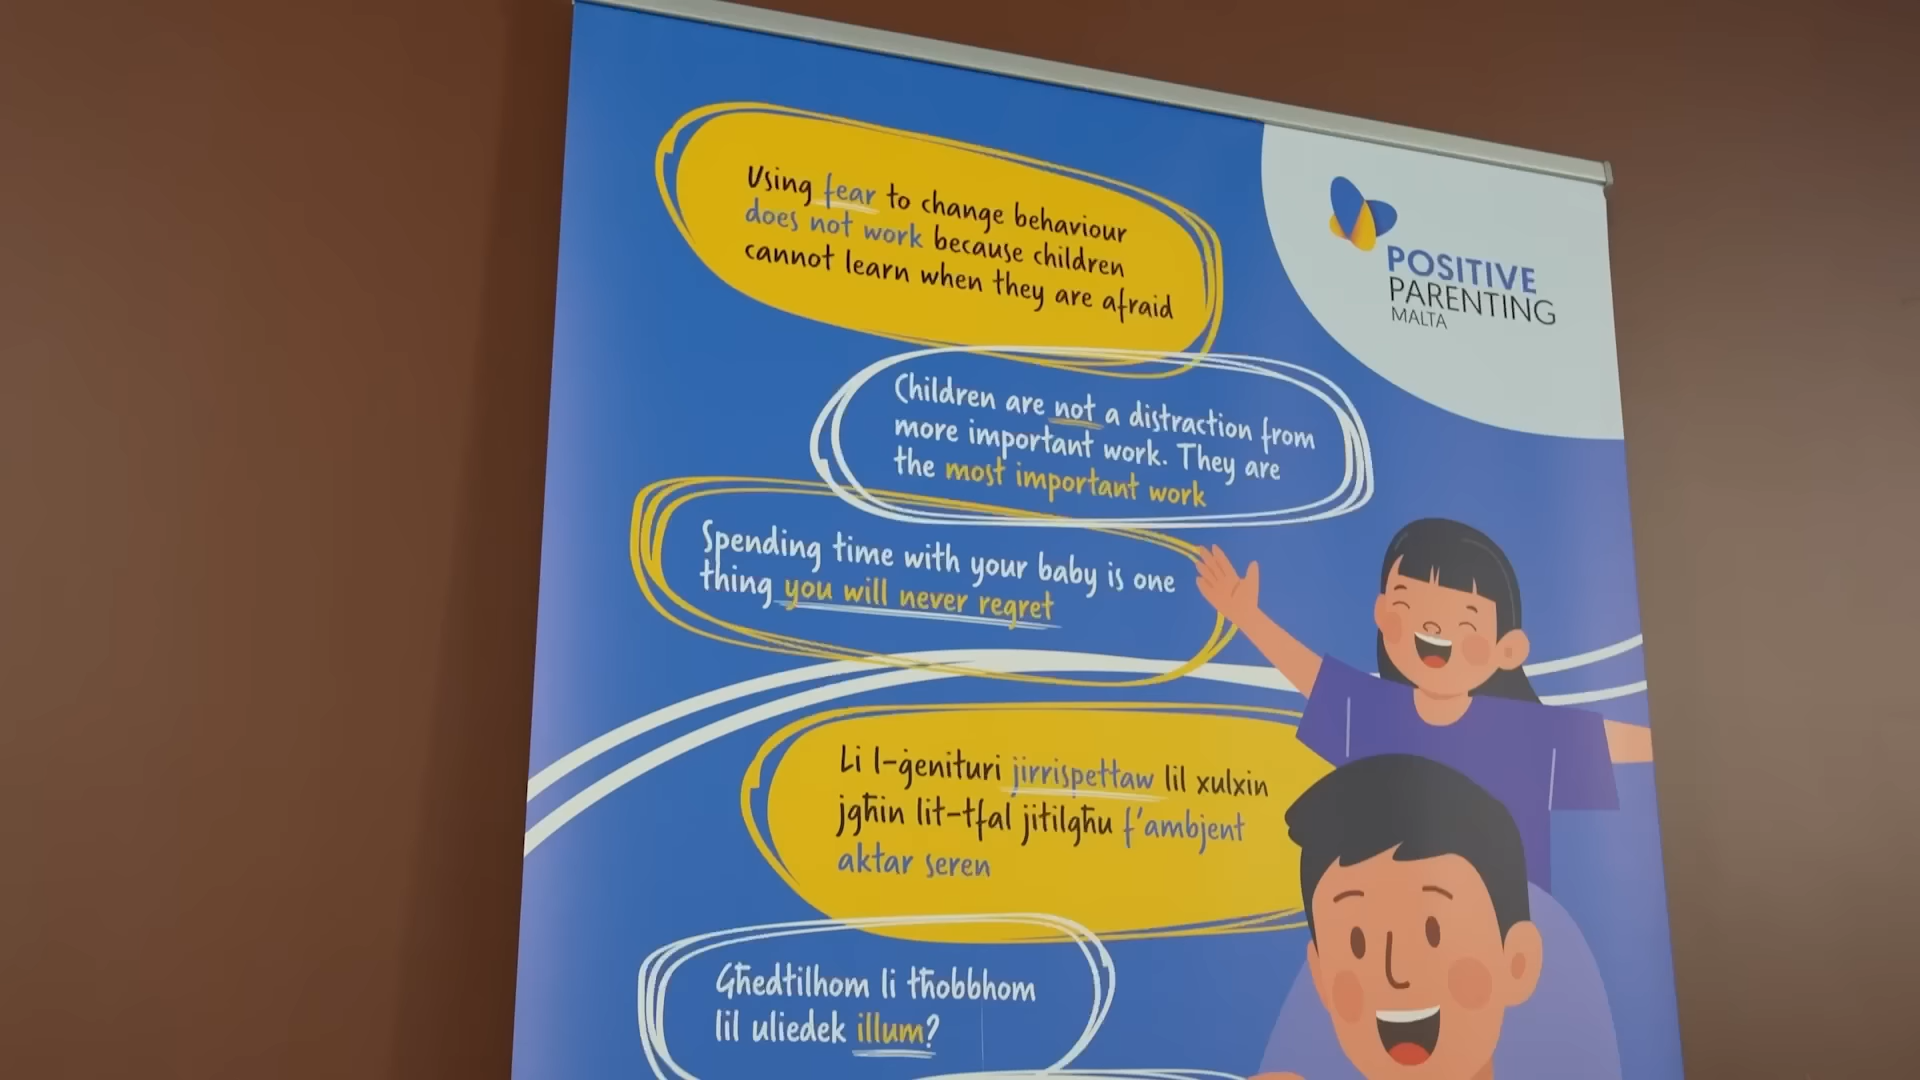 Using fear to change behaviour
does not work because children
cannot learn when they are afraid
POSITIVE
PARENTING
MALTA
Children are not a distraction from
more important work. They are
the most important work
Spending time with your baby is one
thing you will never regret
Li l-ġenituri jirrispettaw lil xulxin
jgħin lit-tfal jitilgħu f'ambjent
aktar seren
Għedtilhom li tħobbhom
lil uliedek illum?